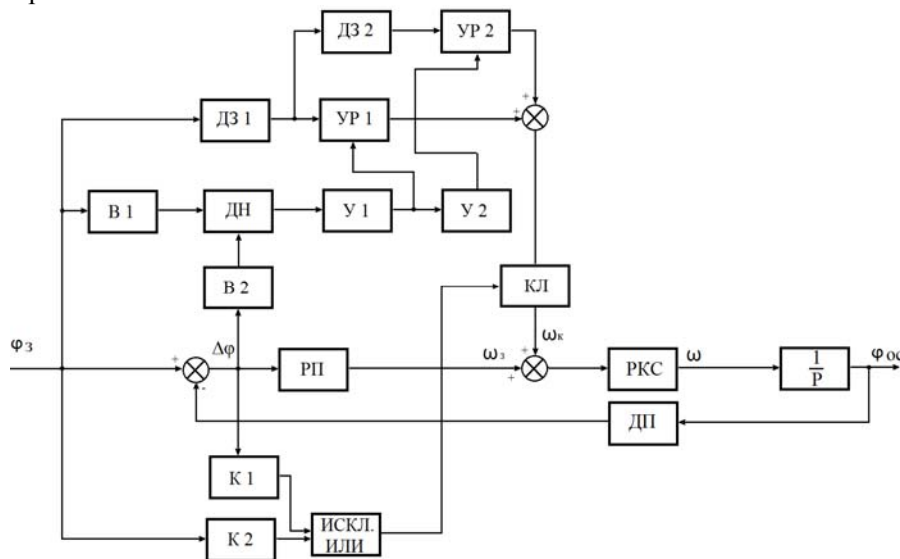 ДЗ 2
УР 2
+
ДЗ 1
УР 1
+
В 1
ДН
У 1
У 2
В 2
КЛ
φз
Δφ
+
-
РП
ωз
ωк
+
+
РКС
ω
1
Р
φос
ДП
К 1
К 2
ИСКЛ.
ИЛИ